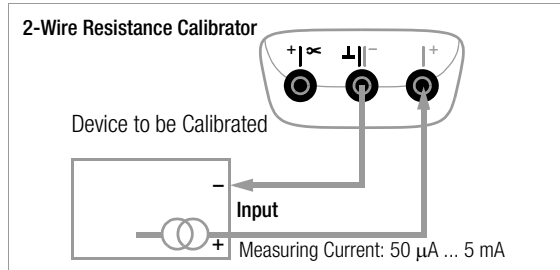 2-Wire Resistance Calibrator
+ -
+
Device to be Calibrated
–
Input
+
Measuring Current: 50 µA ... 5 mA